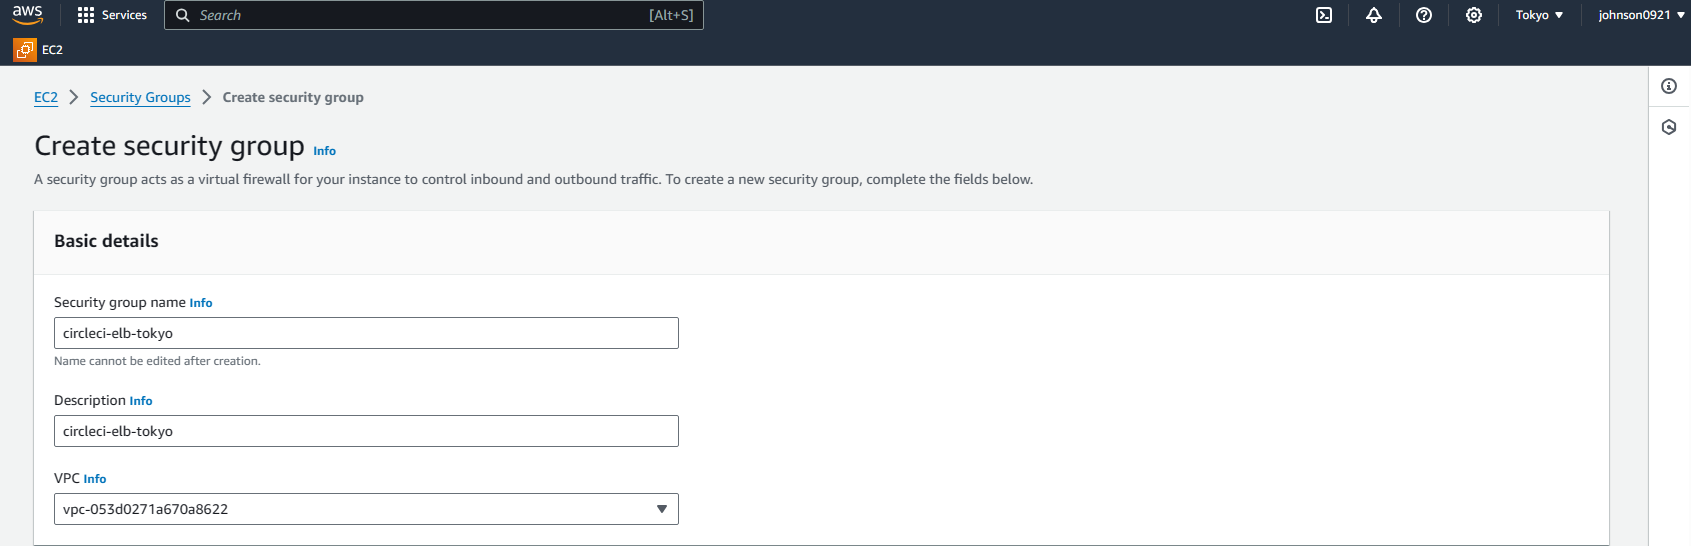 aws Services Search [Alt+S] Tokyo johnson0921
EC2
EC2 Security Groups Create security group
Create security group Info
A security group acts as a virtual firewall for your instance to control inbound and outbound traffic. To create a new security group, complete the fields below.
Basic details
Security group name Info
circleci-elb-tokyo
Name cannot be edited after creation.
Description Info
circleci-elb-tokyo
VPC Info
vpc-053d0271a670a8622